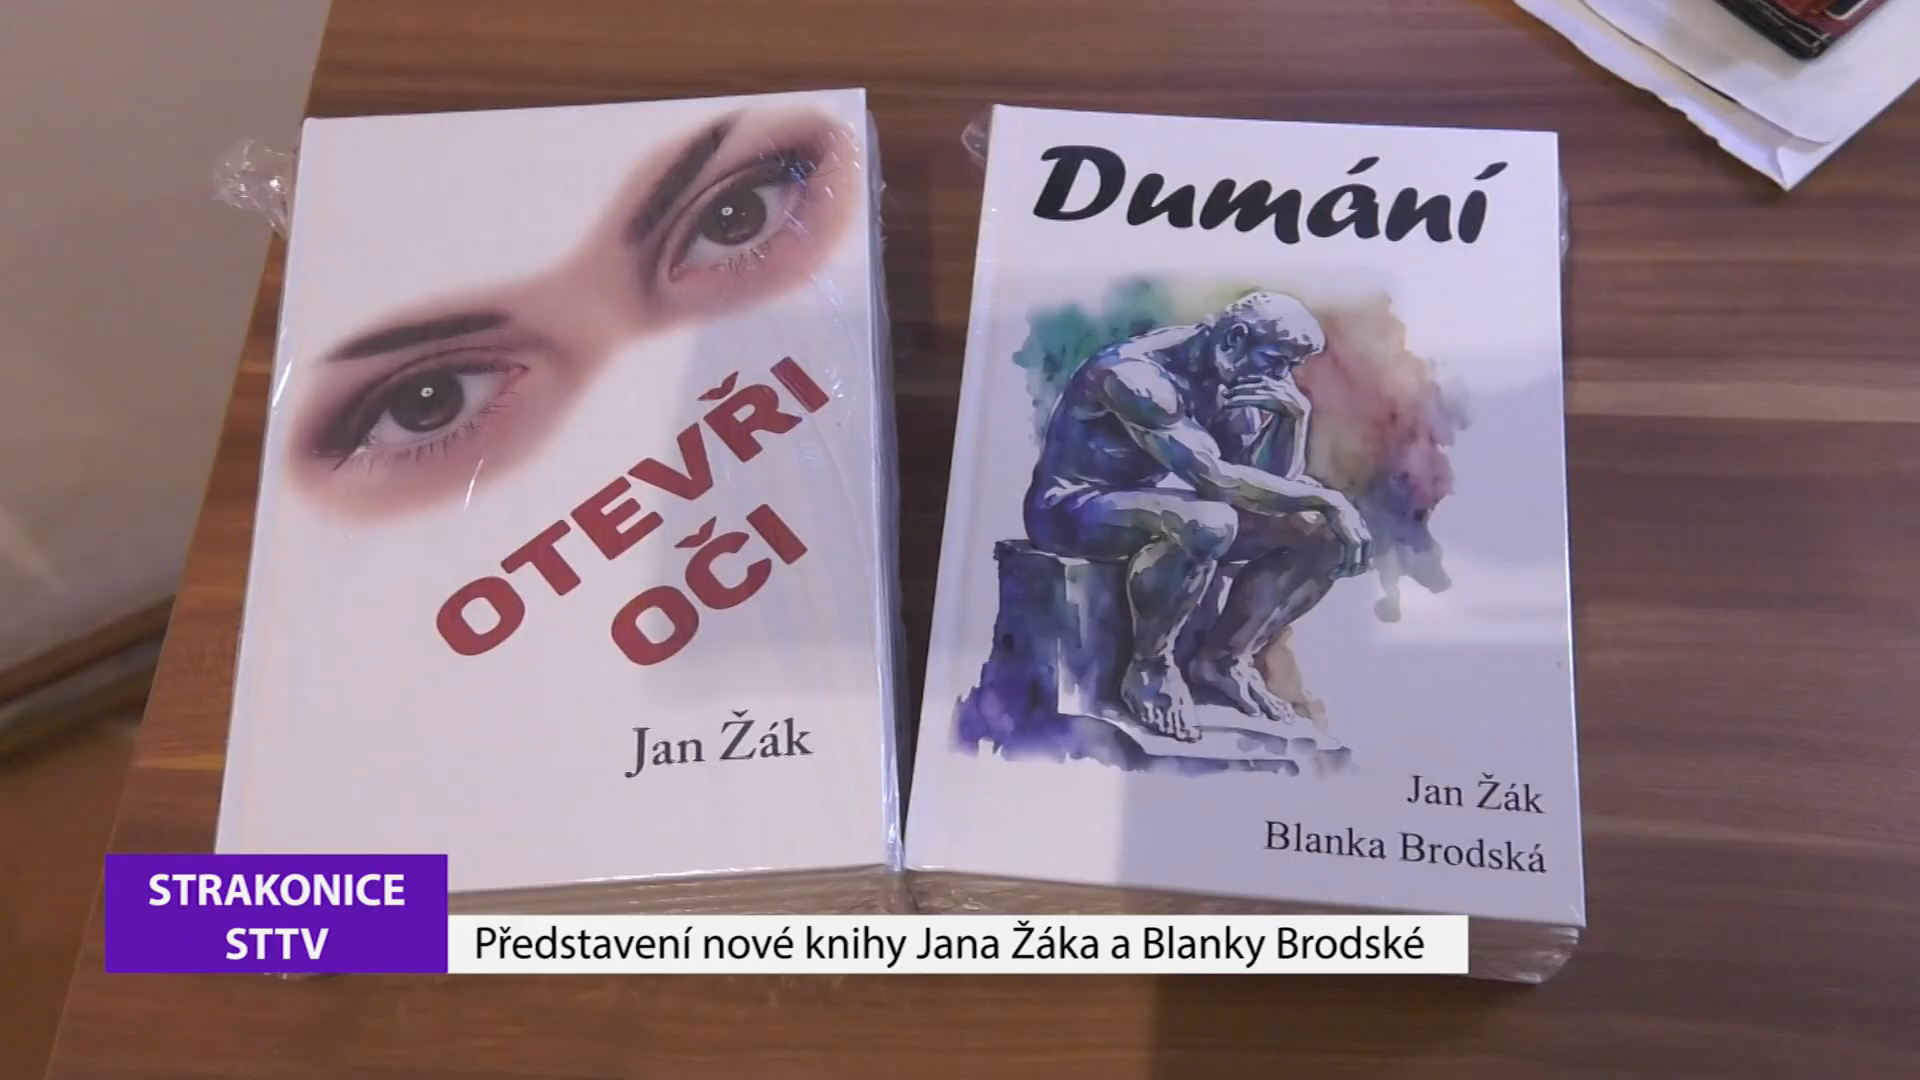 OTEVŘI
OČI
Jan Žák
Dumání
Jan Žák
Blanka Brodská
STRAKONICE
STTV
Představení nové knihy Jana Žáka a Blanky Brodské